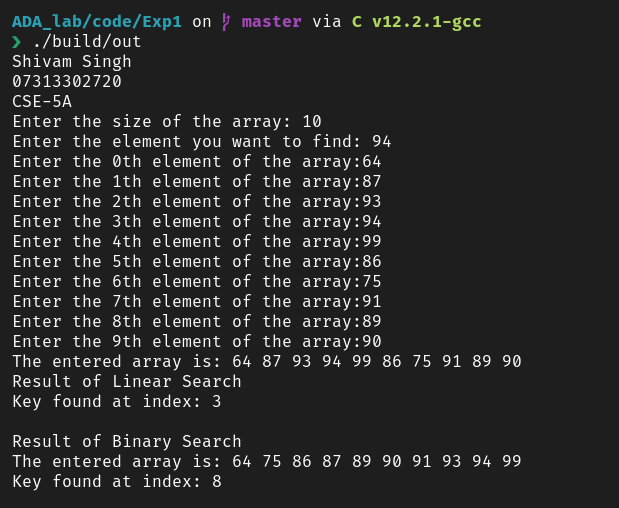 ADA_lab/code/Exp1 on master via C v12.2.1-gcc
❯ ./build/out
Shivam Singh
07313302720
CSE-5A
Enter the size of the array: 10
Enter the element you want to find: 94
Enter the 0th element of the array:64
Enter the 1th element of the array:87
Enter the 2th element of the array:93
Enter the 3th element of the array:94
Enter the 4th element of the array:99
Enter the 5th element of the array:86
Enter the 6th element of the array:75
Enter the 7th element of the array:91
Enter the 8th element of the array:89
Enter the 9th element of the array:90
The entered array is: 64 87 93 94 99 86 75 91 89 90
Result of Linear Search
Key found at index: 3

Result of Binary Search
The entered array is: 64 75 86 87 89 90 91 93 94 99
Key found at index: 8